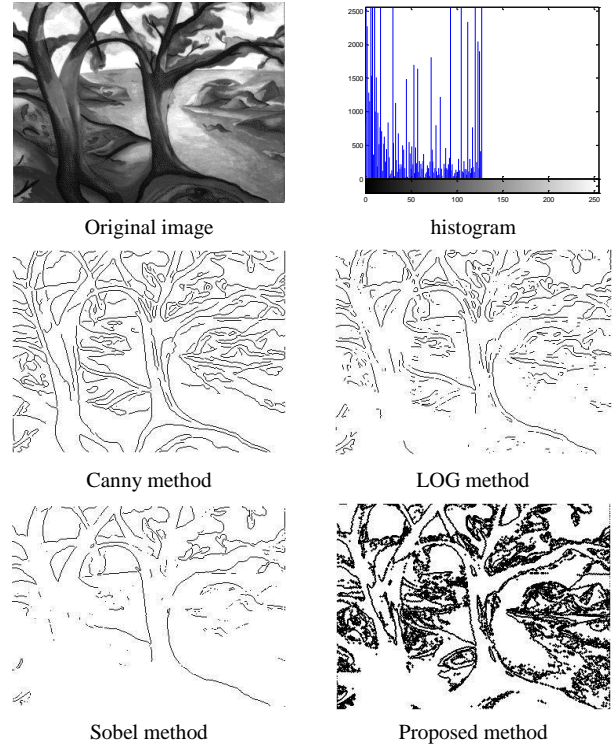 2500
2000
1500
1000
500
0
0 50 100 150 200 250
Original image
histogram
Canny method
LOG method
Sobel method
Proposed method